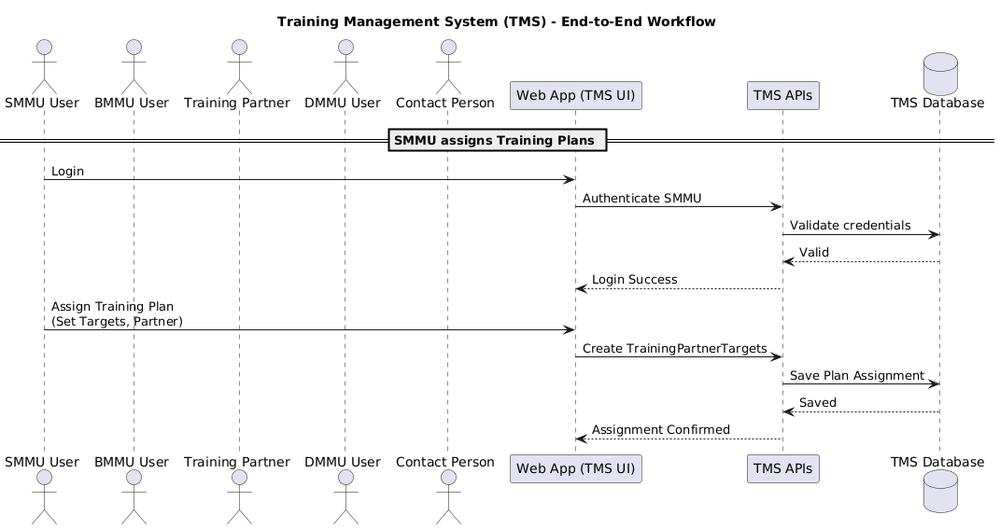 Training Management System (TMS) - End-to-End Workflow
SMMU User
BMMU User
Training Partner
DMMU User
Contact Person
Web App (TMS UI)
TMS APIs
TMS Database
SMMU assigns Training Plans
Login
Authenticate SMMU
Validate credentials
Valid
Login Success
Assign Training Plan
(Set Targets, Partner)
Create TrainingPartnerTargets
Save Plan Assignment
Saved
Assignment Confirmed
SMMU User
BMMU User
Training Partner
DMMU User
Contact Person
Web App (TMS UI)
TMS APIs
TMS Database